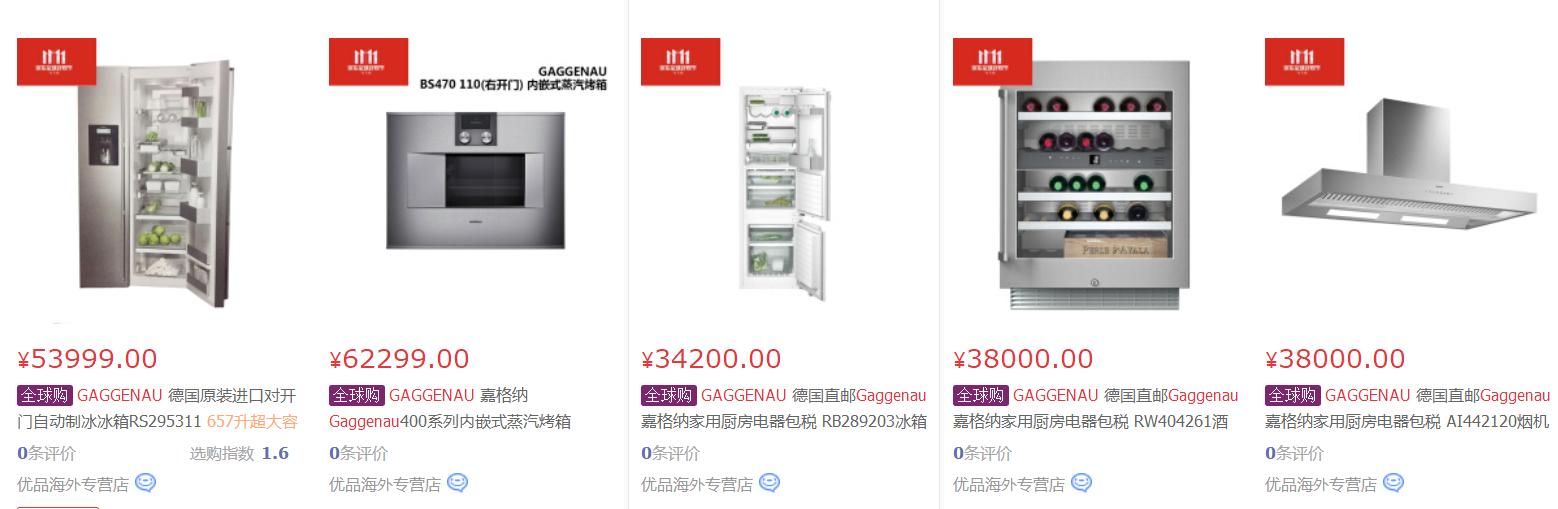 11.11
GAGGENAU
BS470 110(右开门) 内嵌式蒸汽烤箱
11.11
11.11
PERLE D'AYALA
11.11
11.11
¥53999.00
全球购 GAGGENAU 德国原装进口对开
门自动制冰冰箱RS295311 657升超大容
0条评价 选购指数 1.6
优品海外专营店
¥62299.00
全球购 GAGGENAU 嘉格纳
Gaggenau400系列内嵌式蒸汽烤箱
0条评价
优品海外专营店
¥34200.00
全球购 GAGGENAU 德国直邮Gaggenau
嘉格纳家用厨房电器包税 RB289203冰箱
0条评价
优品海外专营店
¥38000.00
全球购 GAGGENAU 德国直邮Gaggenau
嘉格纳家用厨房电器包税 RW404261酒
0条评价
优品海外专营店
¥38000.00
全球购 GAGGENAU 德国直邮Gaggenau
嘉格纳家用厨房电器包税 AI442120烟机
0条评价
优品海外专营店